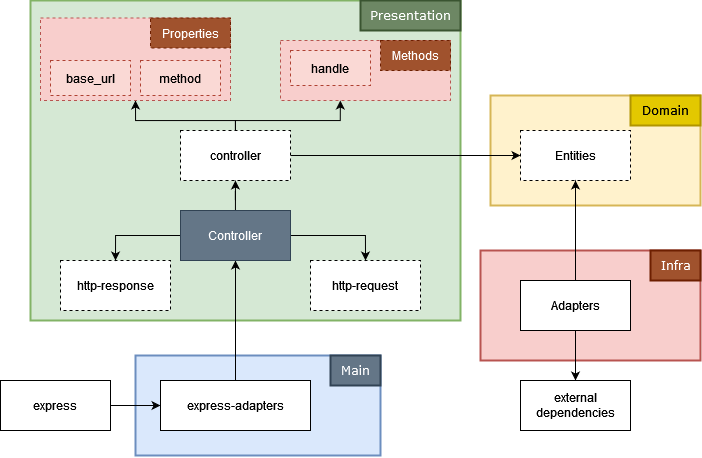 Presentation
Properties
base_url
method
Methods
handle
controller
Domain
Entities
Controller
http-response
http-request
Infra
Adapters
Main
express
express-adapters
external
dependencies